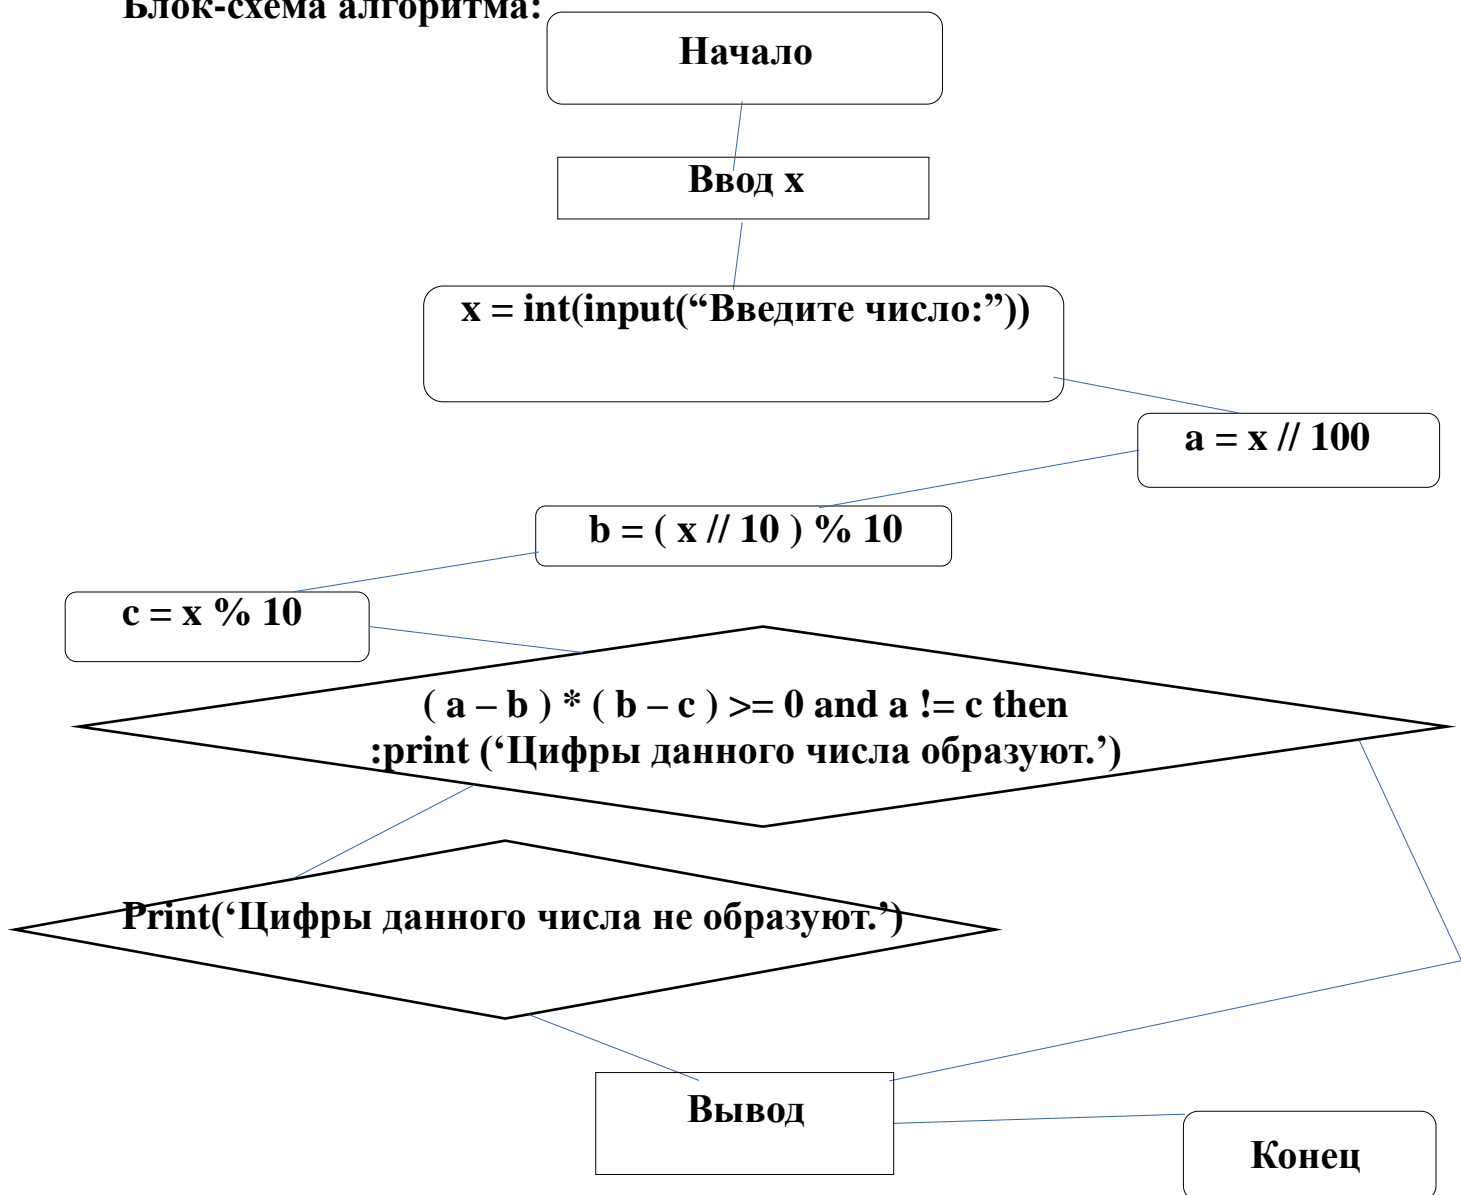 Блок-схема алгоритма:
Начало
Ввод x
x = int(input(“Введите число:”))
a = x // 100
b = ( x // 10 ) % 10
c = x % 10
( a – b ) * ( b – c ) >= 0 and a != c then
:print (‘Цифры данного числа образуют.’)
Print(‘Цифры данного числа не образуют.’)
Вывод
Конец